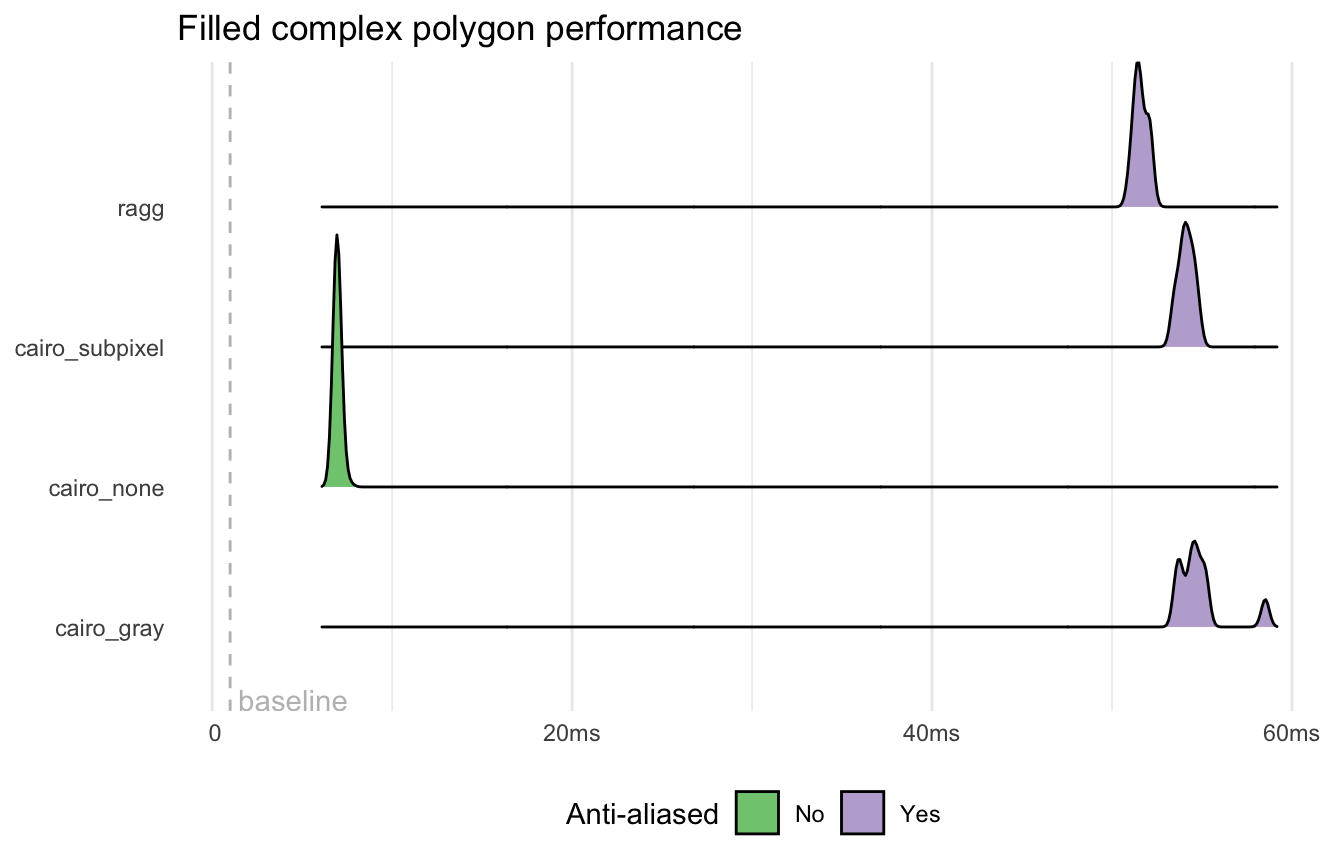 Filled complex polygon performance
ragg
cairo_subpixel
cairo_none
cairo_gray
baseline
0 20ms 40ms 60ms
Anti-aliased No Yes